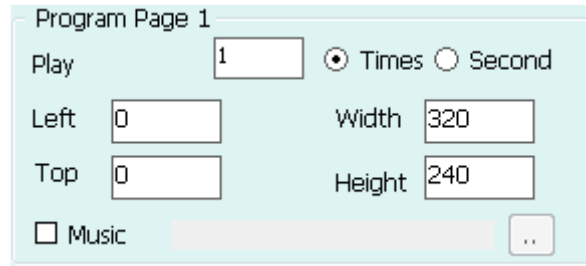 Program Page 1
Play 1 Times Second
Left 0 Width 320
Top 0 Height 240
Music ..